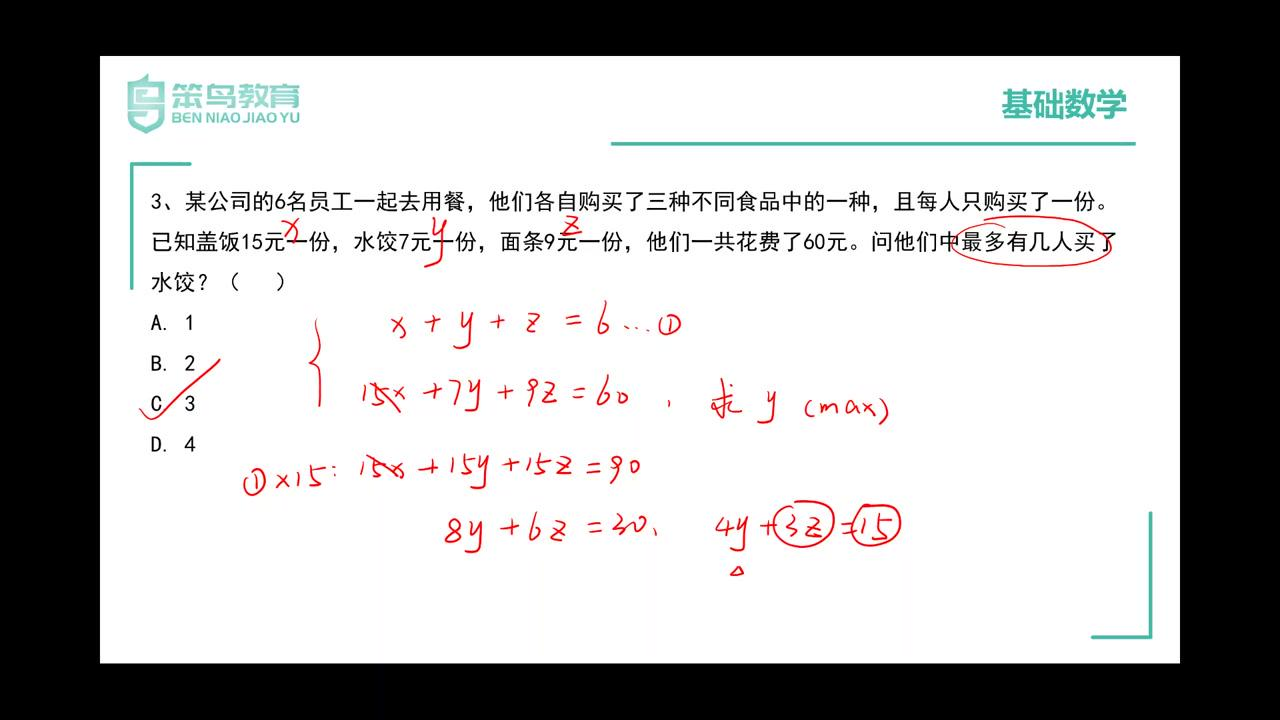 笨鸟教育
BEN NIAO JIAO YU
基础数学
3、某公司的6名员工一起去用餐，他们各自购买了三种不同食品中的一种，且每人只购买了一份。
x y z
已知盖饭15元一份，水饺7元一份，面条9元一份，他们一共花费了60元。问他们中最多有几人买了
水饺？（ ）
A. 1
B. 2
C. 3
D. 4
x + y + z = 6 … ①
15x + 7y + 9z = 60 , 求 y (max)
①×15: 15x + 15y + 15z = 90
8y + 6z = 30, 4y + 3z = 15